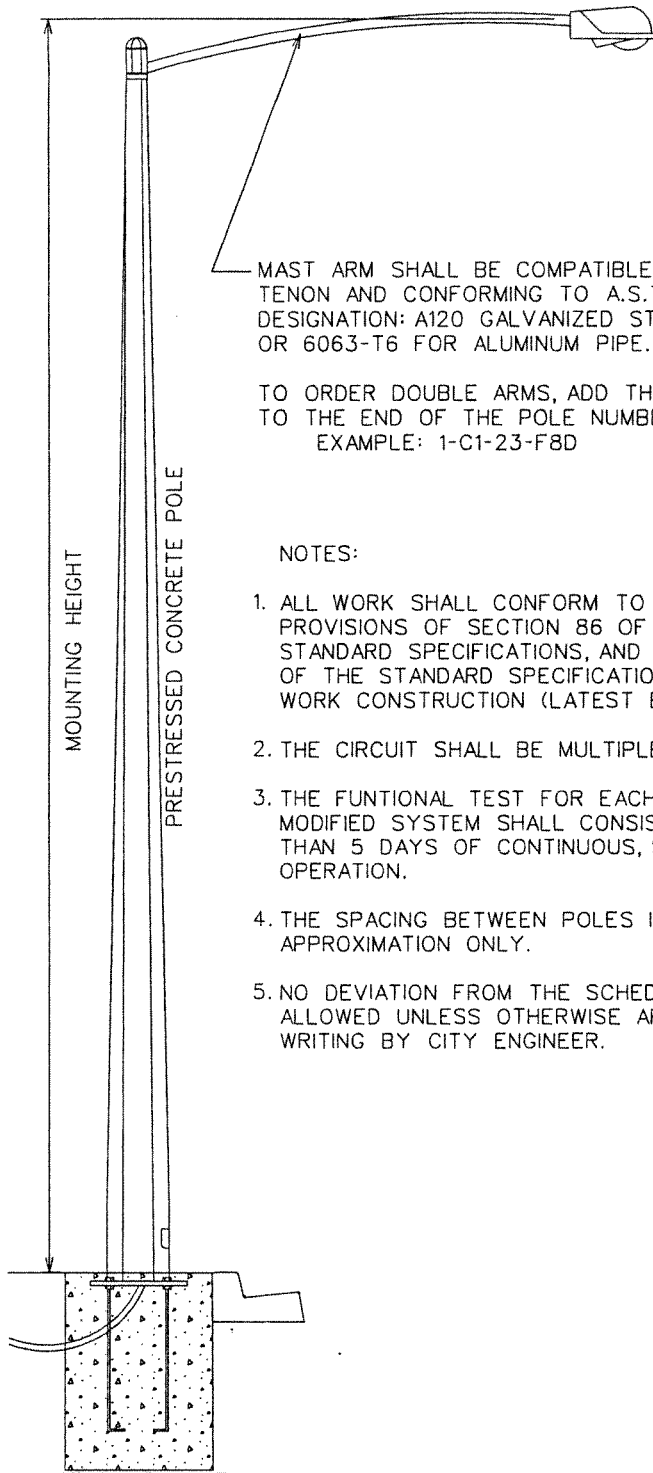 MAST ARM SHALL BE COMPATIBLE
TENON AND CONFORMING TO A.S.
DESIGNATION: A120 GALVANIZED ST
OR 6063-T6 FOR ALUMINUM PIPE.
TO ORDER DOUBLE ARMS, ADD TH
TO THE END OF THE POLE NUMB
EXAMPLE: 1-C1-23-F8D
MOUNTING HEIGHT
PRESTRESSED CONCRETE POLE
NOTES:
1. ALL WORK SHALL CONFORM TO
PROVISIONS OF SECTION 86 OF
STANDARD SPECIFICATIONS, AND
OF THE STANDARD SPECIFICATIO
WORK CONSTRUCTION (LATEST E
2. THE CIRCUIT SHALL BE MULTIPLE
3. THE FUNTIONAL TEST FOR EACH
MODIFIED SYSTEM SHALL CONSIS
THAN 5 DAYS OF CONTINUOUS,
OPERATION.
4. THE SPACING BETWEEN POLES I
APPROXIMATION ONLY.
5. NO DEVIATION FROM THE SCHED
ALLOWED UNLESS OTHERWISE AP
WRITING BY CITY ENGINEER.